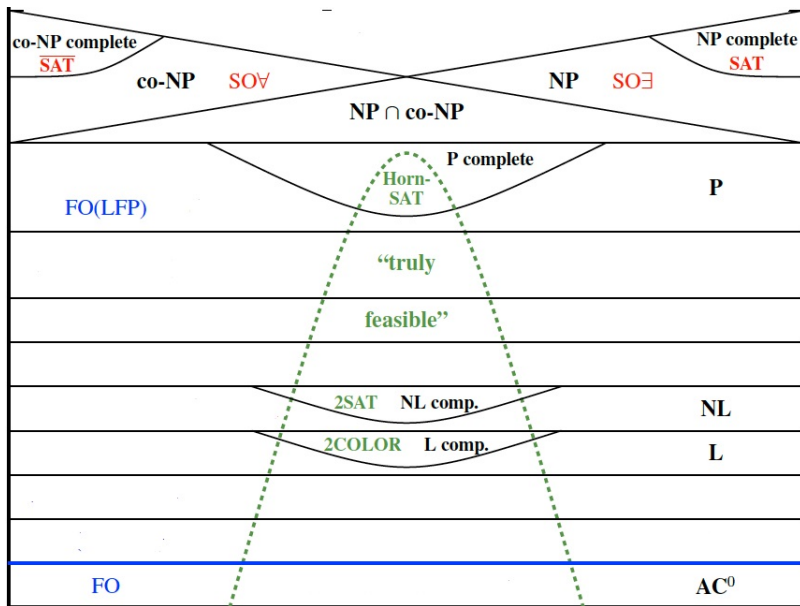 co-NP complete
NP complete
S̅A̅T̅
SAT
co-NP SO∀
NP SO∃
NP ∩ co-NP
P complete
Horn-
SAT
P
FO(LFP)
“truly
feasible”
2SAT NL comp.
NL
2COLOR L comp.
L
FO
AC⁰